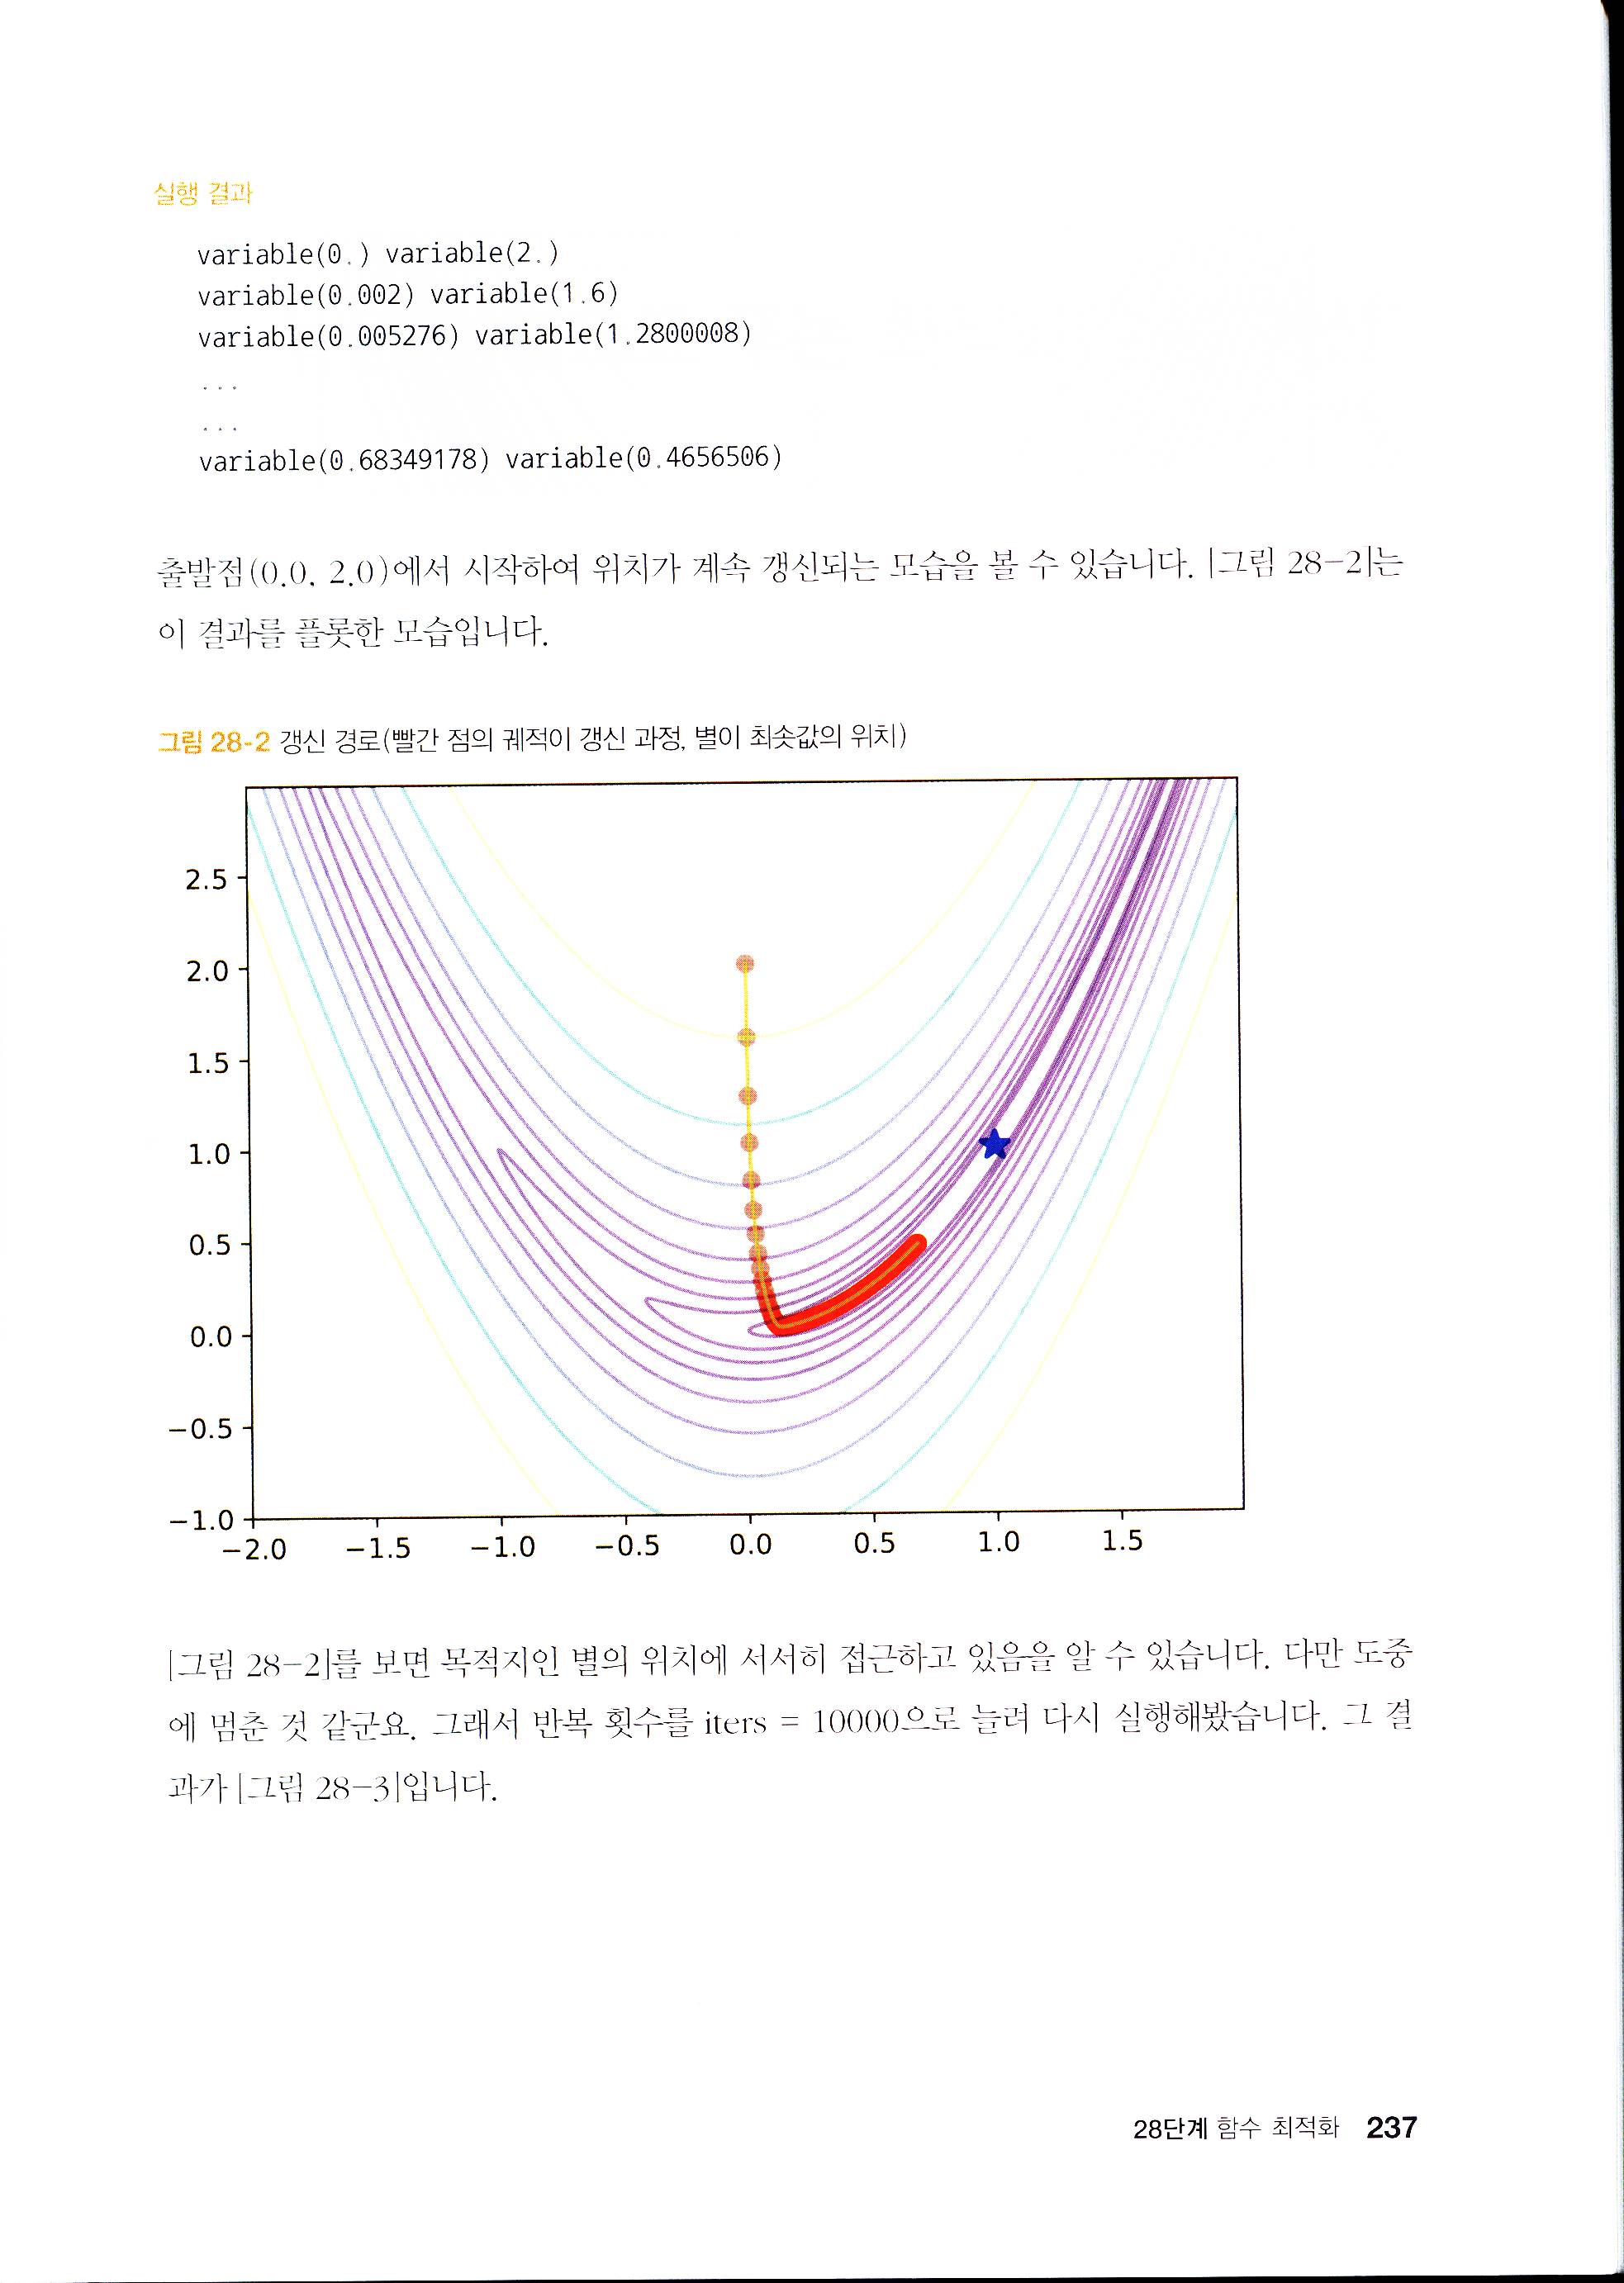 실행 결과
variable(0.) variable(2.)
variable(0.002) variable(1.6)
variable(0.005276) variable(1.2800008)
...
...
variable(0.68349178) variable(0.4656506)
출발점(0.0, 2.0)에서 시작하여 위치가 계속 갱신되는 모습을 볼 수 있습니다. [그림 28-2]는
이 결과를 플롯한 모습입니다.
그림 28-2 갱신 경로(빨간 점의 궤적이 갱신 과정, 별이 최솟값의 위치)
2.5
2.0
1.5
1.0
0.5
0.0
−0.5
−1.0
−2.0 −1.5 −1.0 −0.5 0.0 0.5 1.0 1.5
[그림 28-2]를 보면 목적지인 별의 위치에 서서히 접근하고 있음을 알 수 있습니다. 다만 도중
에 멈춘 것 같군요. 그래서 반복 횟수를 iters = 10000으로 늘려 다시 실행해봤습니다. 그 결
과가 [그림 28-3]입니다.
28단계 함수 최적화 237